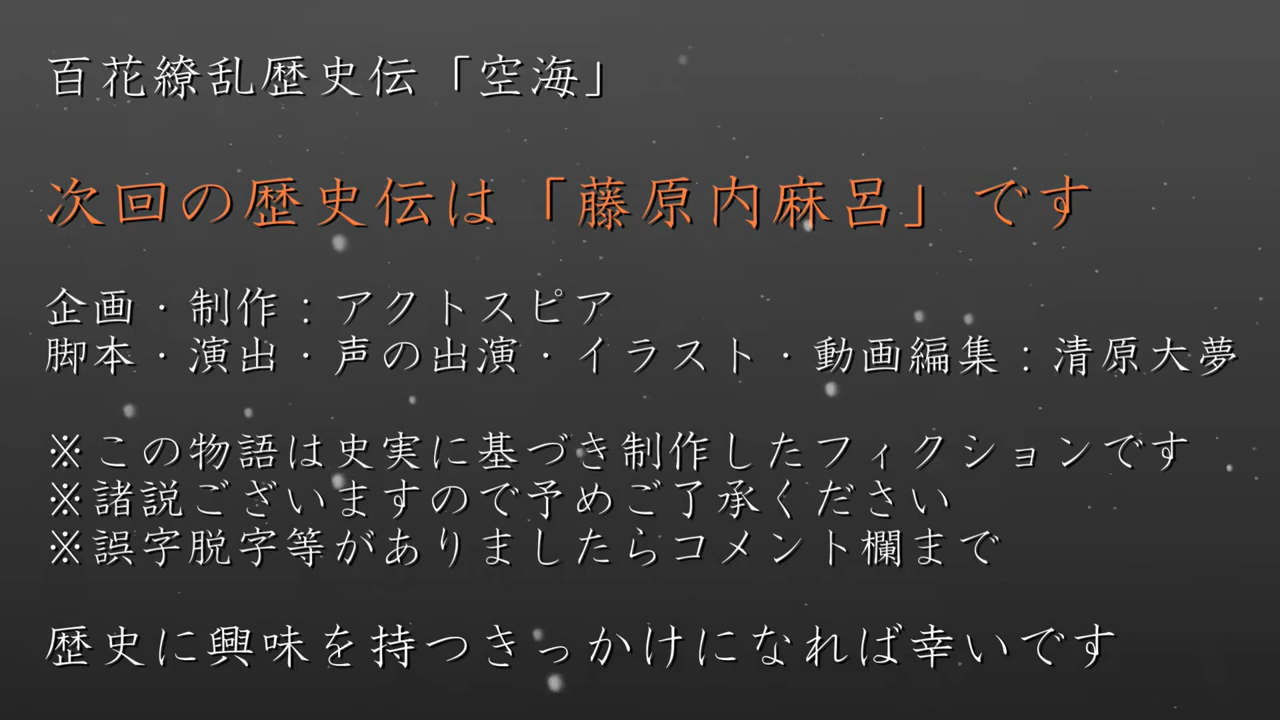 百花繚乱歴史伝「空海」
次回の歴史伝は「藤原内麻呂」です
企画・制作：アクトスピア
脚本・演出・声の出演・イラスト・動画編集：清原大夢
※この物語は史実に基づき制作したフィクションです
※諸説ございますので予めご了承ください
※誤字脱字等がありましたらコメント欄まで
歴史に興味を持つきっかけになれば幸いです